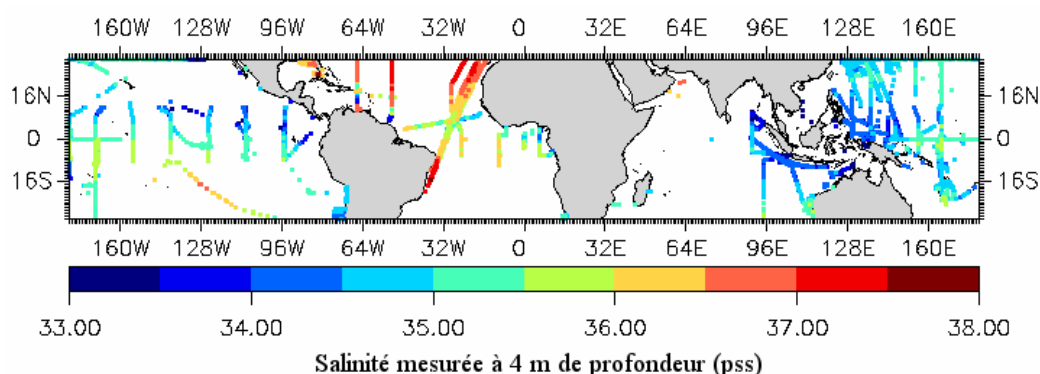 160W 128W 96W 64W 32W 0 32E 64E 96E 128E 160E
16N 16N
0 0
16S 16S
160W 128W 96W 64W 32W 0 32E 64E 96E 128E 160E
33.00 34.00 35.00 36.00 37.00 38.00
Salinité mesurée à 4 m de profondeur (pss)